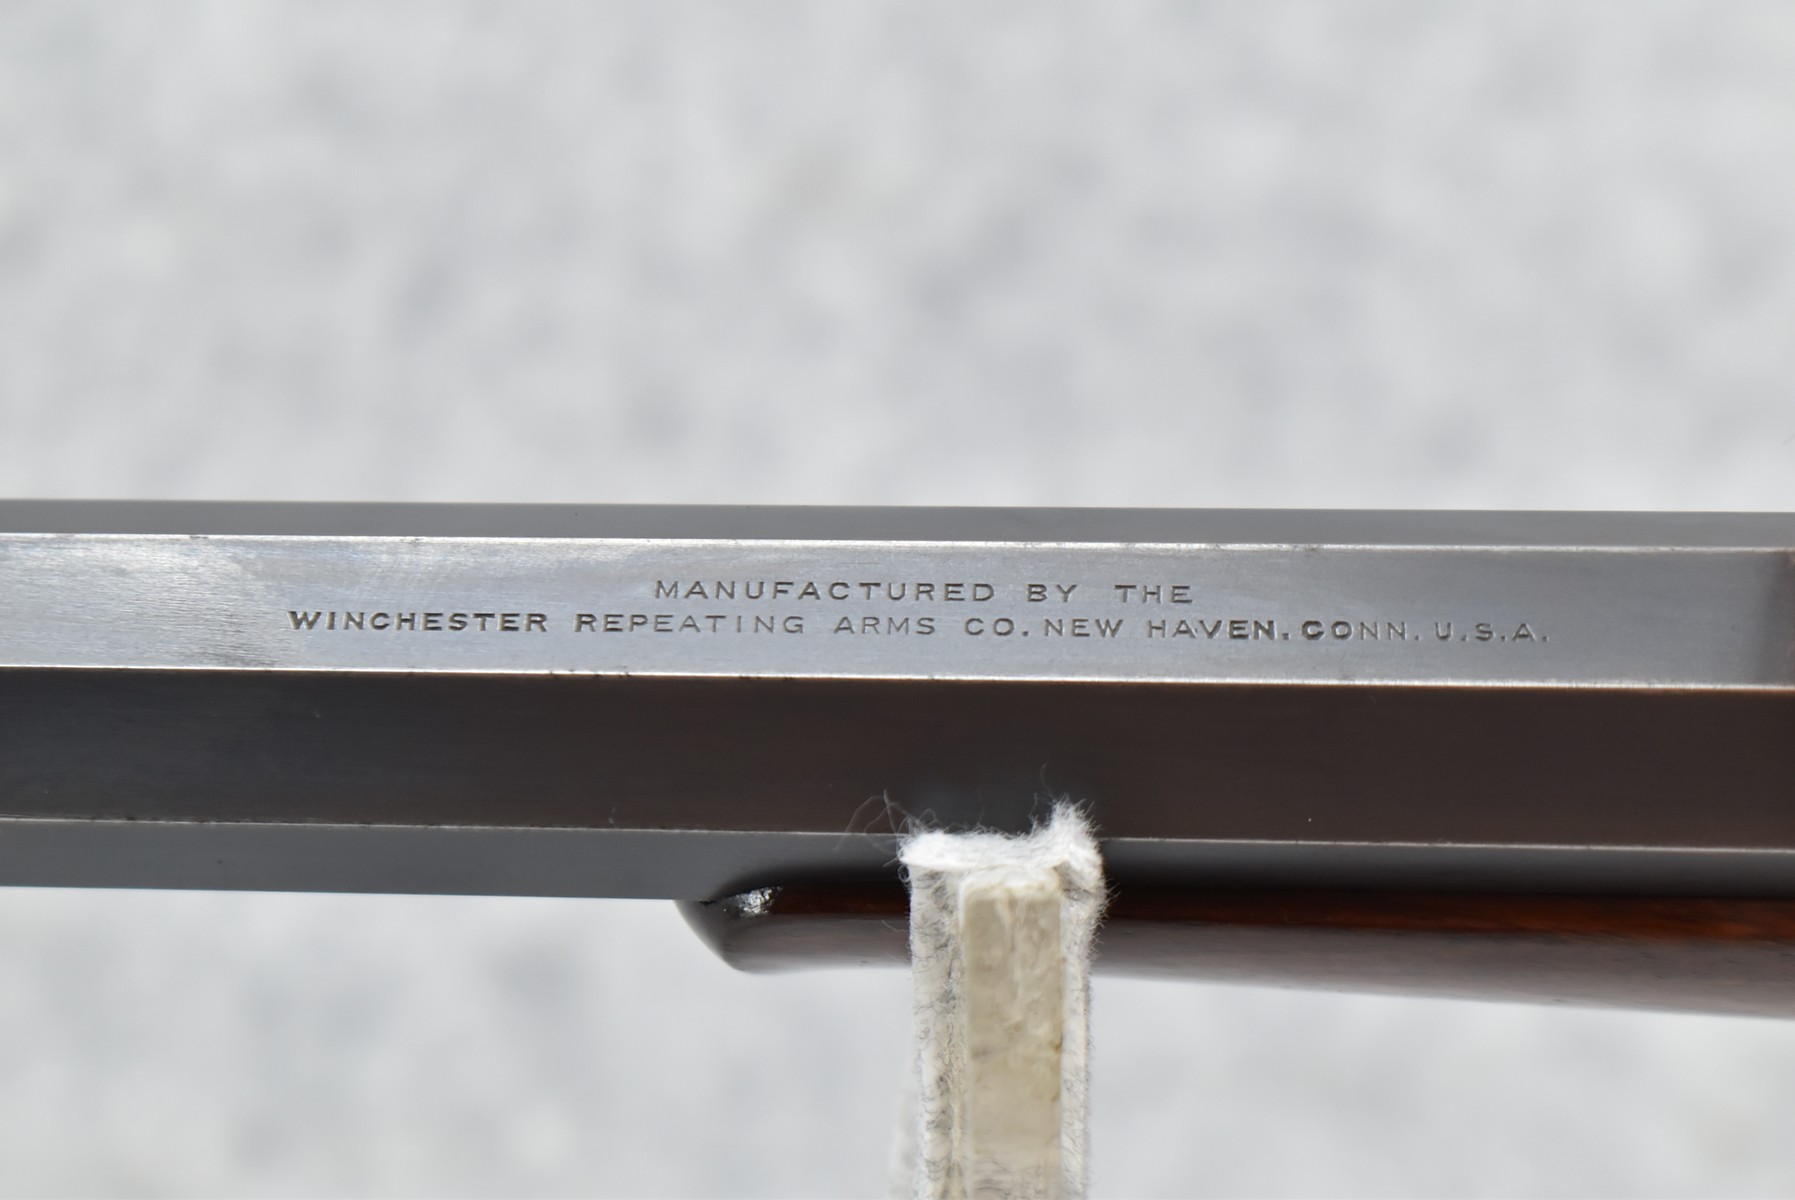 MANUFACTURED BY THE
WINCHESTER REPEATING ARMS CO. NEW HAVEN. CONN. U.S.A.